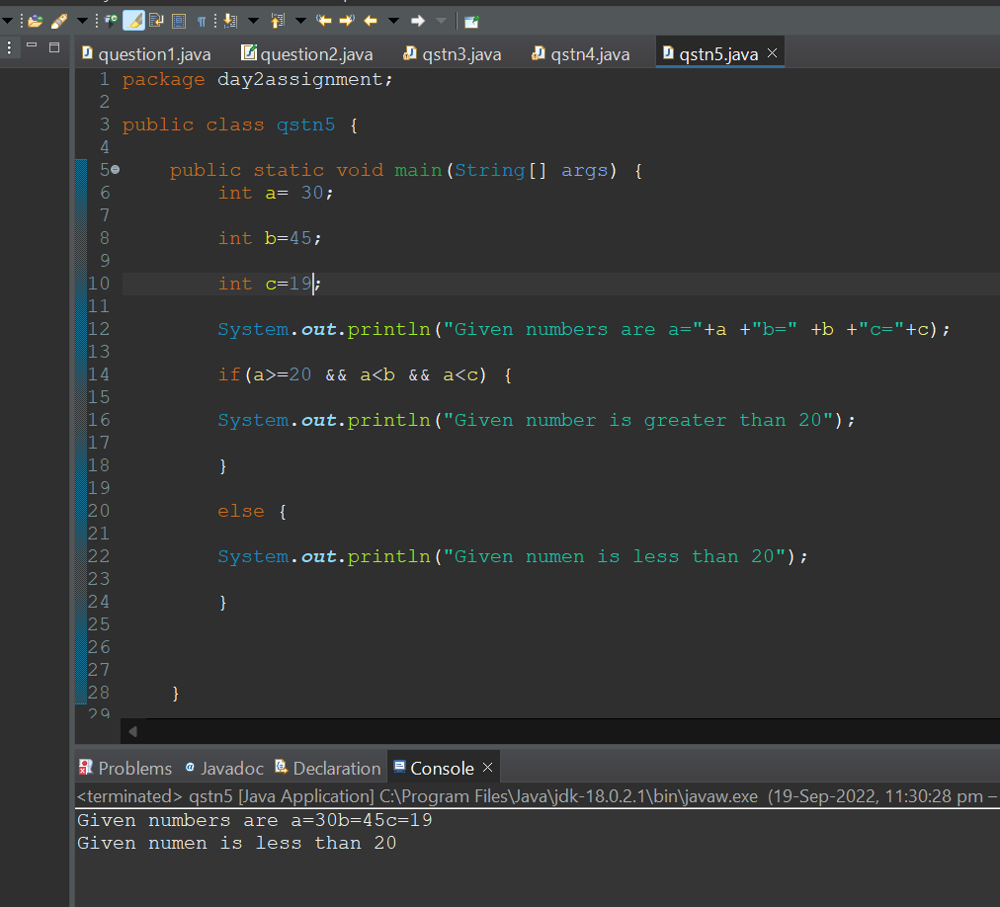 question1.java question2.java qstn3.java qstn4.java qstn5.java
1 package day2assignment;
2
3 public class qstn5 {
4
5 public static void main(String[] args) {
6 int a= 30;
7
8 int b=45;
9
10 int c=19;
11
12 System.out.println("Given numbers are a="+a +"b=" +b +"c="+c);
13
14 if(a>=20 && a<b && a<c) {
15
16 System.out.println("Given number is greater than 20");
17
18 }
19
20 else {
21
22 System.out.println("Given numen is less than 20");
23
24 }
25
26
27
28 }
29
Problems Javadoc Declaration Console
<terminated> qstn5 [Java Application] C:\Program Files\Java\jdk-18.0.2.1\bin\javaw.exe (19-Sep-2022, 11:30:28 pm –
Given numbers are a=30b=45c=19
Given numen is less than 20